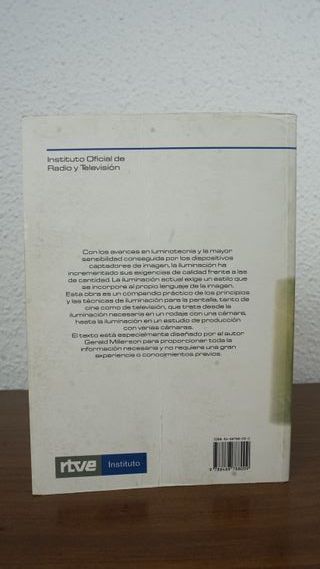 Instituto Oficial de
Radio y Televisión
Con los avances en luminotecnia y la mayor
sensibilidad conseguida por los dispositivos
captadores de imagen, la iluminación ha
incrementado sus exigencias de calidad frente a las
de cantidad. La iluminación actual exige un estilo que
se incorpore al propio lenguaje de la imagen.
Esta obra es un compendio práctico de los principios
y las técnicas de iluminación para la pantalla, tanto de
cine como de televisión, que trata desde la
iluminación necesaria en un rodaje con una cámara,
hasta la iluminación en un estudio de producción
con varias cámaras.
El texto está especialmente diseñado por el autor
Gerald Millerson para proporcionar toda la
información necesaria y no requiere una gran
experiencia o conocimientos previos.
ISBN
rtve Instituto